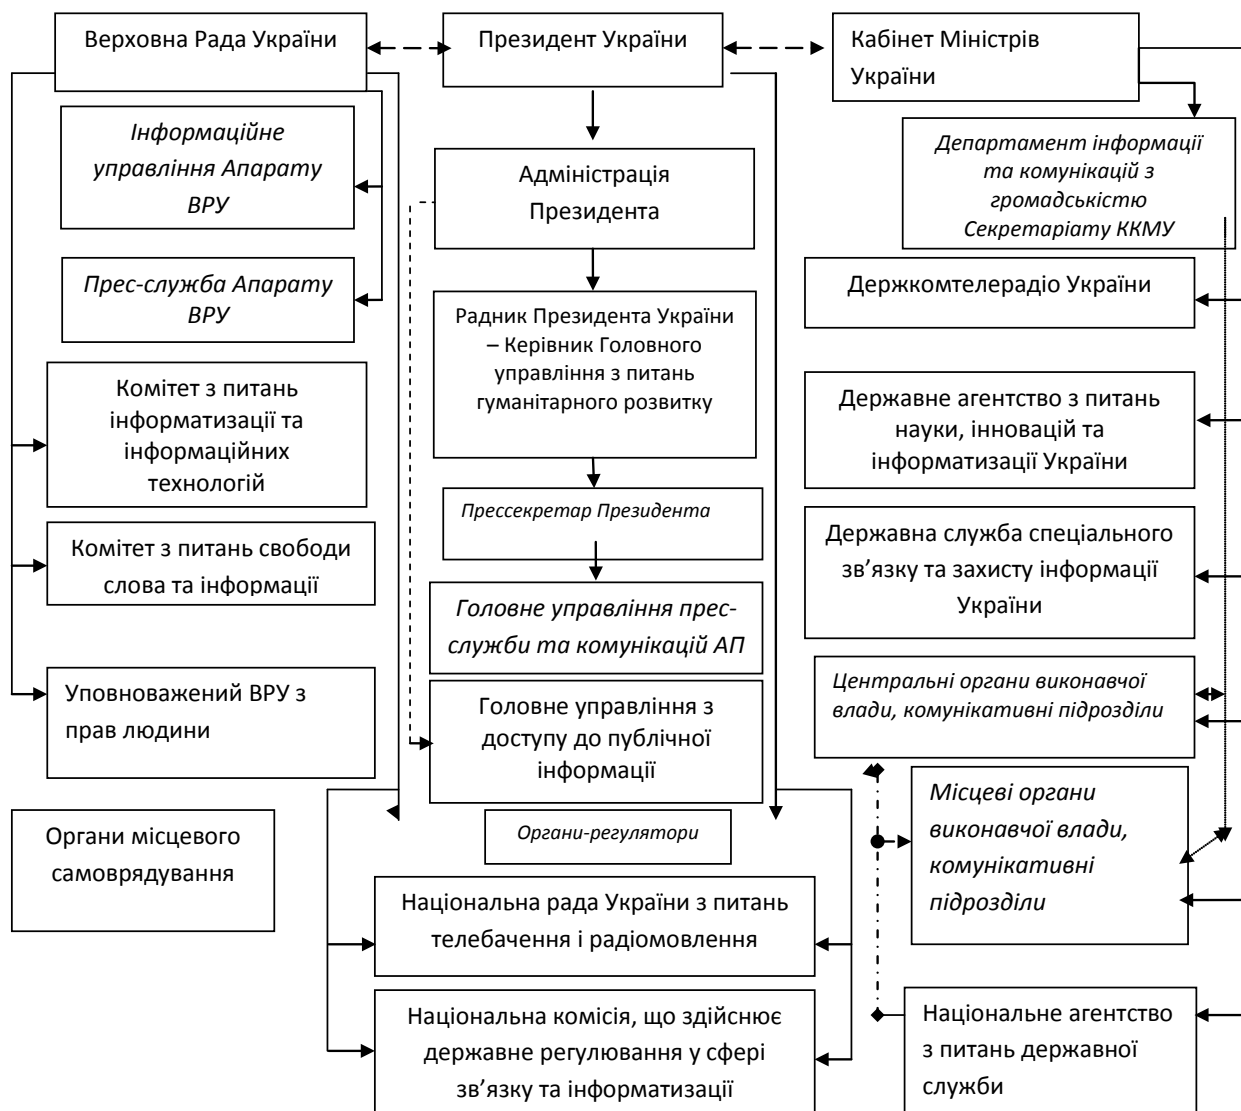 Верховна Рада України
Президент України
Кабінет Міністрів
України
Інформаційне
управління Апарату
ВРУ
Прес-служба Апарату
ВРУ
Комітет з питань
інформатизації та
інформаційних
технологій
Комітет з питань свободи
слова та інформації
Уповноважений ВРУ з
прав людини
Органи місцевого
самоврядування
Адміністрація
Президента
Радник Президента України
– Керівник Головного
управління з питань
гуманітарного розвитку
Прессекретар Президента
Головне управління прес-
служби та комунікацій АП
Головне управління з
доступу до публічної
інформації
Органи-регулятори
Національна рада України з питань
телебачення і радіомовлення
Національна комісія, що здійснює
державне регулювання у сфері
зв’язку та інформатизації
Департамент інформації
та комунікацій з
громадськістю
Секретаріату ККМУ
Держкомтелерадіо України
Державне агентство з питань
науки, інновацій та
інформатизації України
Державна служба спеціального
зв’язку та захисту інформації
України
Центральні органи виконавчої
влади, комунікативні підрозділи
Місцеві органи
виконавчої влади,
комунікативні
підрозділи
Національне агентство
з питань державної
служби